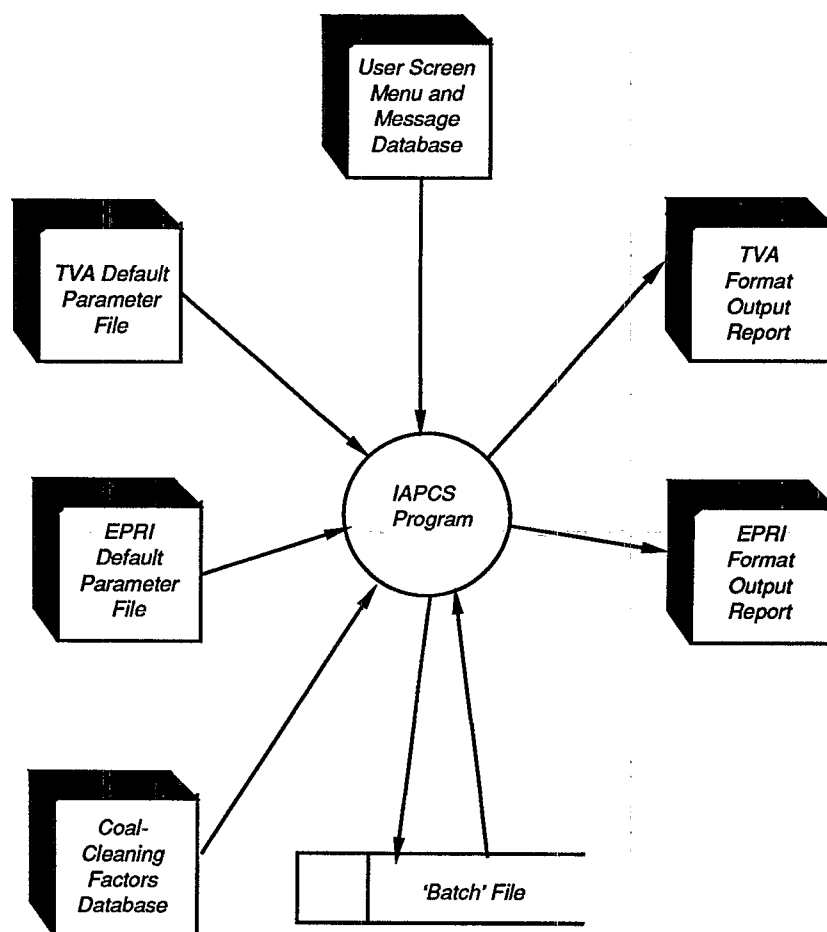 User Screen
Menu and
Message
Database
TVA Default
Parameter
File
TVA
Format
Output
Report
IAPCS
Program
EPRI
Default
Parameter
File
EPRI
Format
Output
Report
Coal-
Cleaning
Factors
Database
'Batch' File